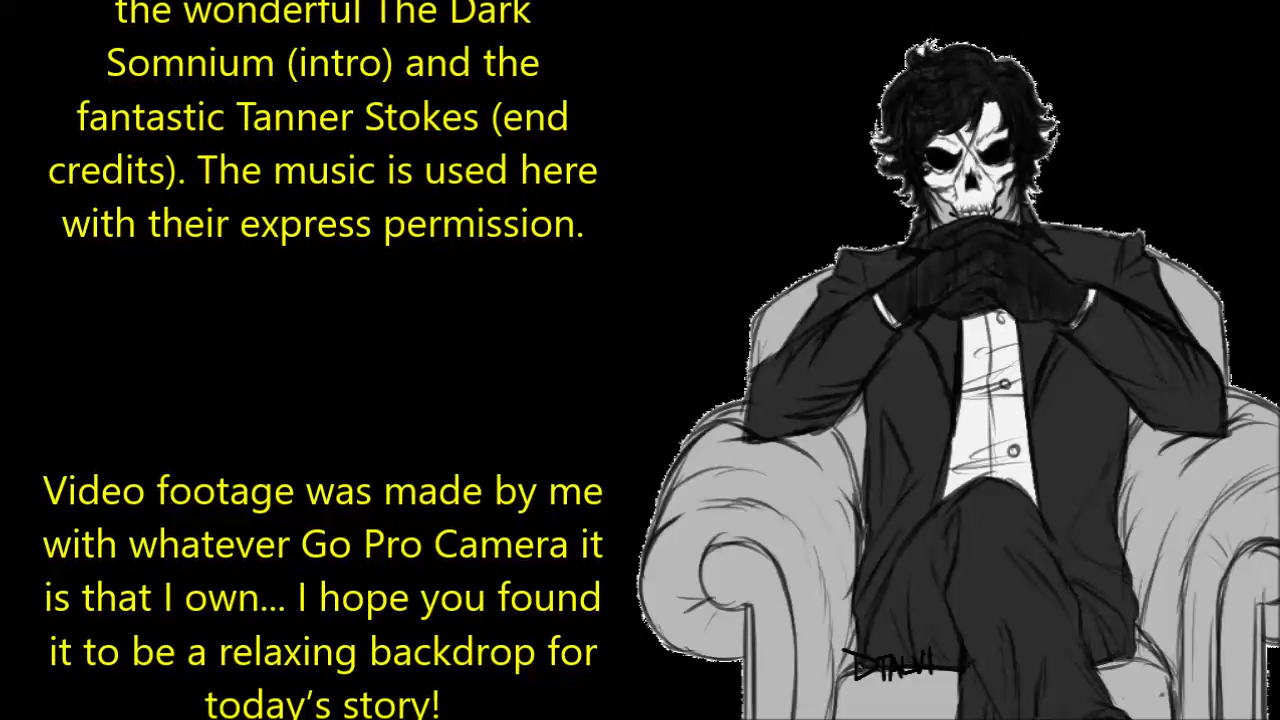 the wonderful The Dark
Somnium (intro) and the
fantastic Tanner Stokes (end
credits). The music is used here
with their express permission.
Video footage was made by me
with whatever Go Pro Camera it
is that I own... I hope you found
it to be a relaxing backdrop for
today’s story!
DTALVI